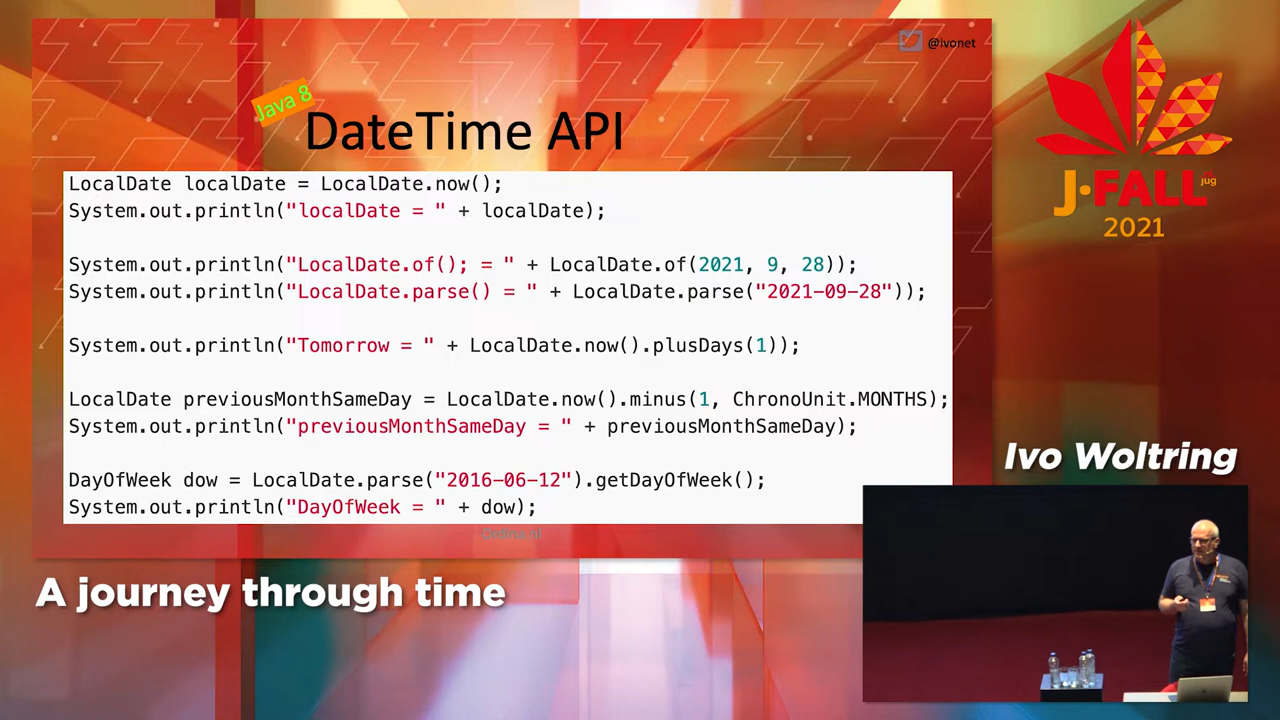 @ivonet
Java 8
DateTime API
LocalDate localDate = LocalDate.now();
System.out.println("localDate = " + localDate);
System.out.println("LocalDate.of(); = " + LocalDate.of(2021, 9, 28));
System.out.println("LocalDate.parse() = " + LocalDate.parse("2021-09-28"));
System.out.println("Tomorrow = " + LocalDate.now().plusDays(1));
LocalDate previousMonthSameDay = LocalDate.now().minus(1, ChronoUnit.MONTHS);
System.out.println("previousMonthSameDay = " + previousMonthSameDay);
DayOfWeek dow = LocalDate.parse("2016-06-12").getDayOfWeek();
System.out.println("DayOfWeek = " + dow);
J·FALL
jug
2021
Ivo Woltring
A journey through time